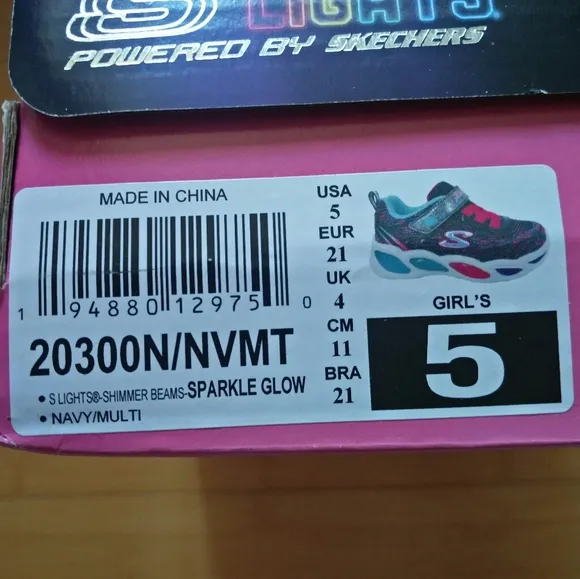 S LIGHTS
POWERED BY SKECHERS
MADE IN CHINA
1 94880 12975 0
20300N/NVMT
• S LIGHTS®-SHIMMER BEAMS-SPARKLE GLOW
• NAVY/MULTI
USA
5
EUR
21
UK
4
CM
11
BRA
21
S
GIRL'S
5